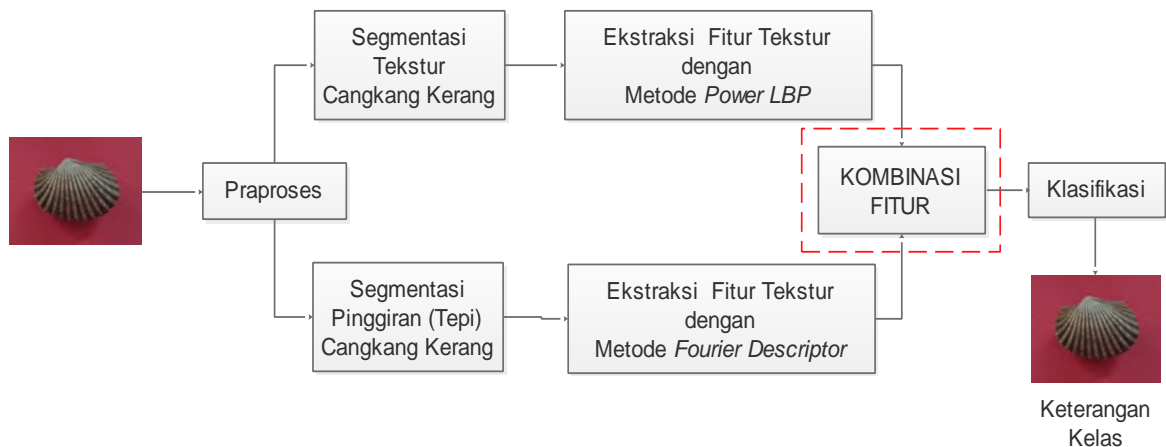 Praproses
Segmentasi
Tekstur
Cangkang Kerang
Ekstraksi Fitur Tekstur
dengan
Metode Power LBP
Segmentasi
Pinggiran (Tepi)
Cangkang Kerang
Ekstraksi Fitur Tekstur
dengan
Metode Fourier Descriptor
KOMBINASI
FITUR
Klasifikasi
Keterangan
Kelas